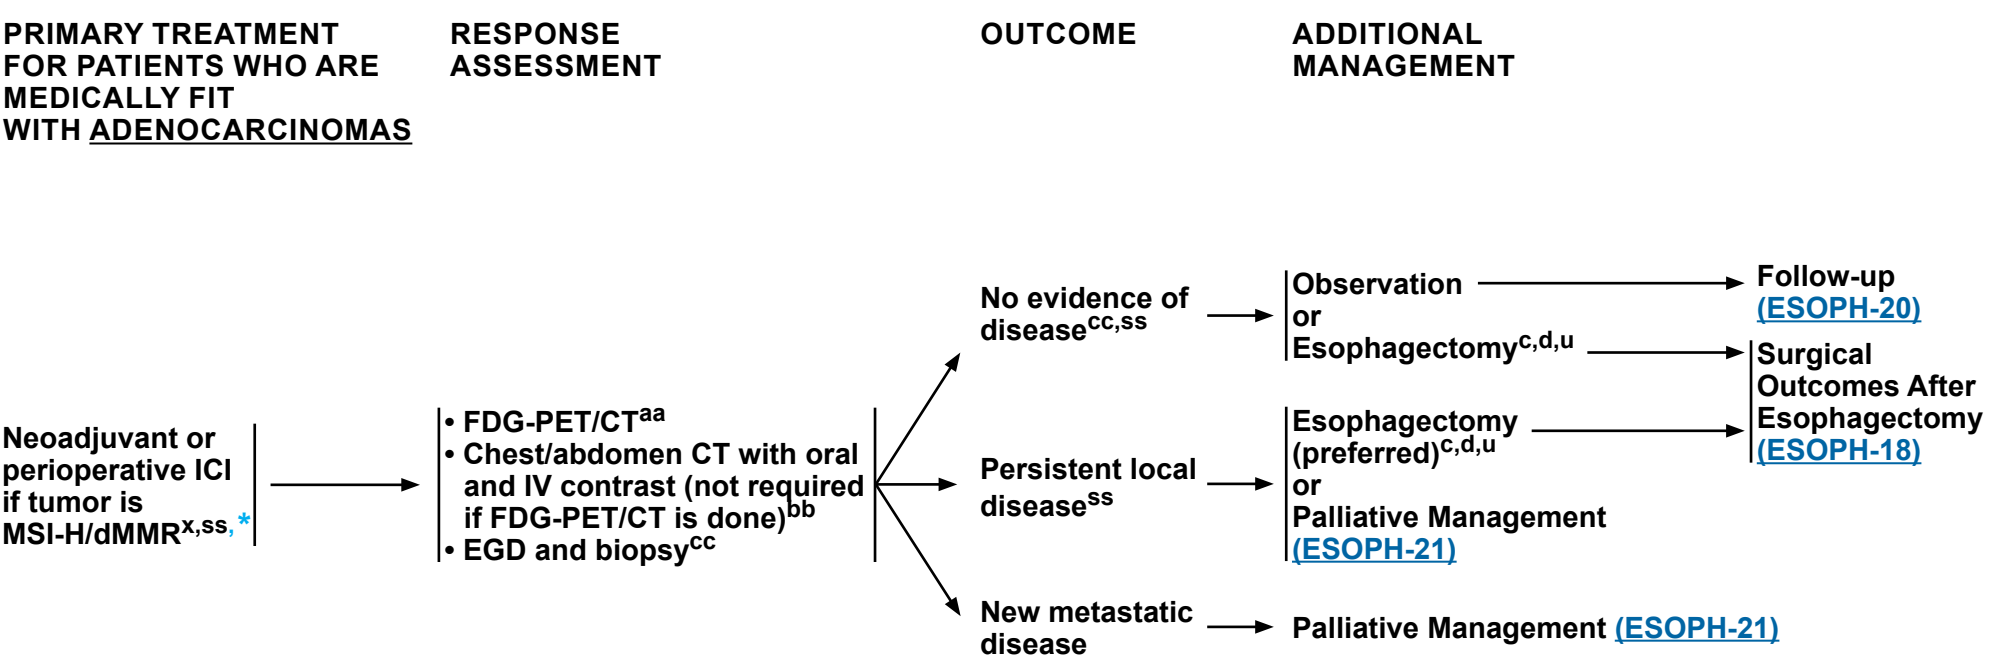 PRIMARY TREATMENT
FOR PATIENTS WHO ARE
MEDICALLY FIT
WITH ADENOCARCINOMAS
RESPONSE
ASSESSMENT
OUTCOME
ADDITIONAL
MANAGEMENT
Neoadjuvant or
perioperative ICI
if tumor is
MSI-H/dMMRx,ss,*
• FDG-PET/CTaa
• Chest/abdomen CT with oral
and IV contrast (not required
if FDG-PET/CT is done)bb
• EGD and biopsycc
No evidence of
diseasecc,ss
Observation
or
Esophagectomyc,d,u
Follow-up
(ESOPH-20)
Surgical
Outcomes After
Esophagectomy
(ESOPH-18)
Persistent local
diseasess
Esophagectomy
(preferred)c,d,u
or
Palliative Management
(ESOPH-21)
New metastatic
disease
Palliative Management (ESOPH-21)